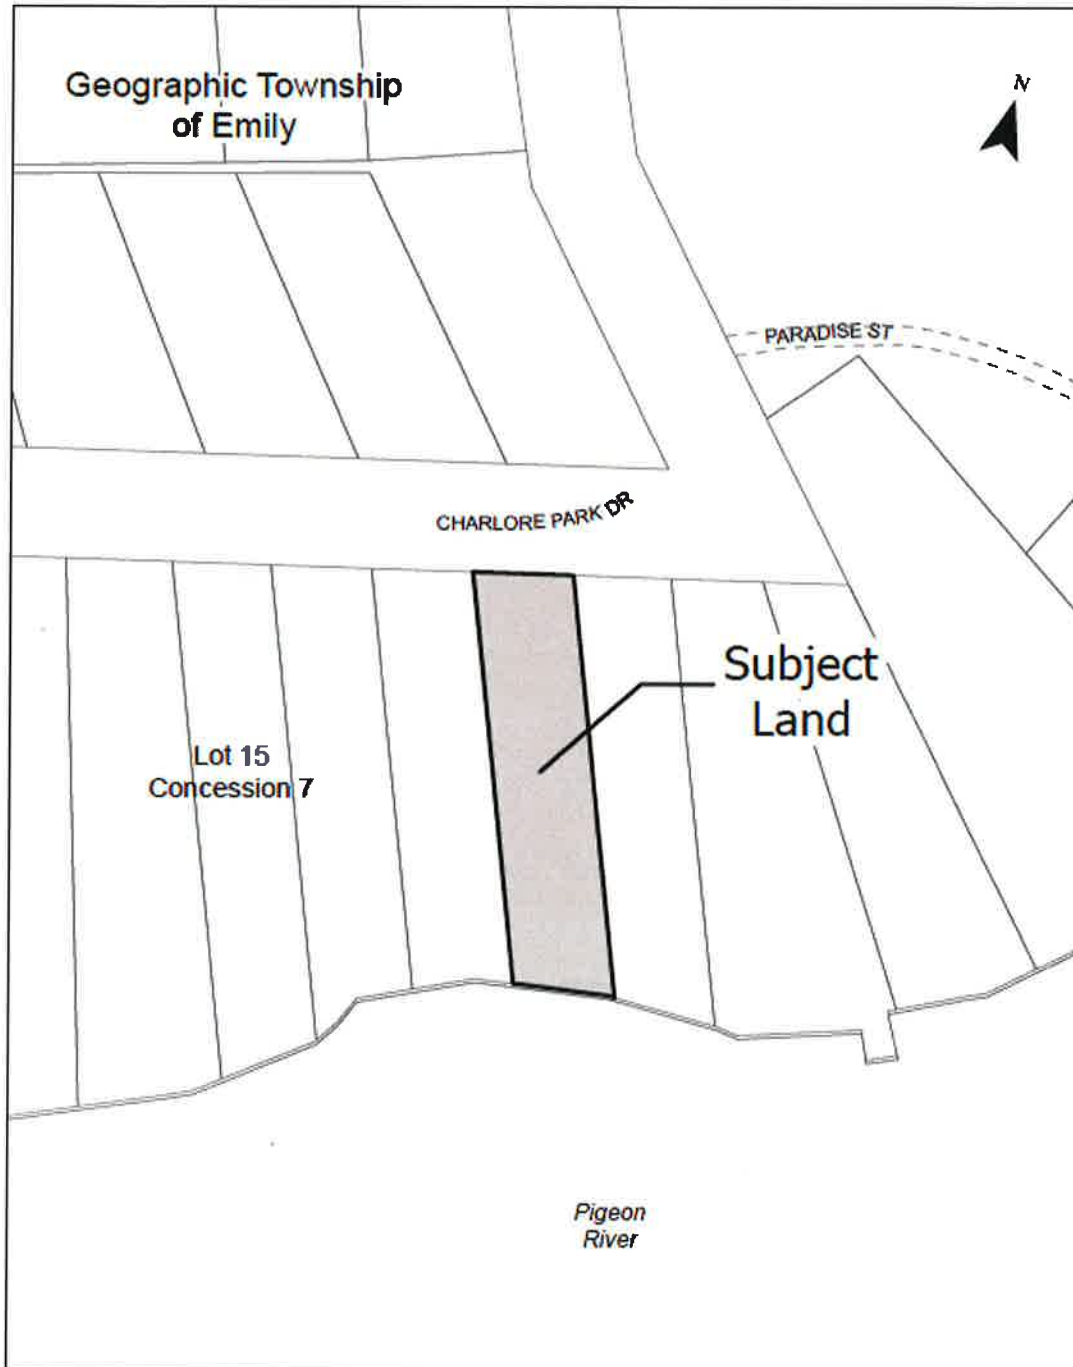 Geographic Township
of Emily
N
PARADISE ST
CHARLORE PARK DR
Subject
Land
Lot 15
Concession 7
Pigeon
River